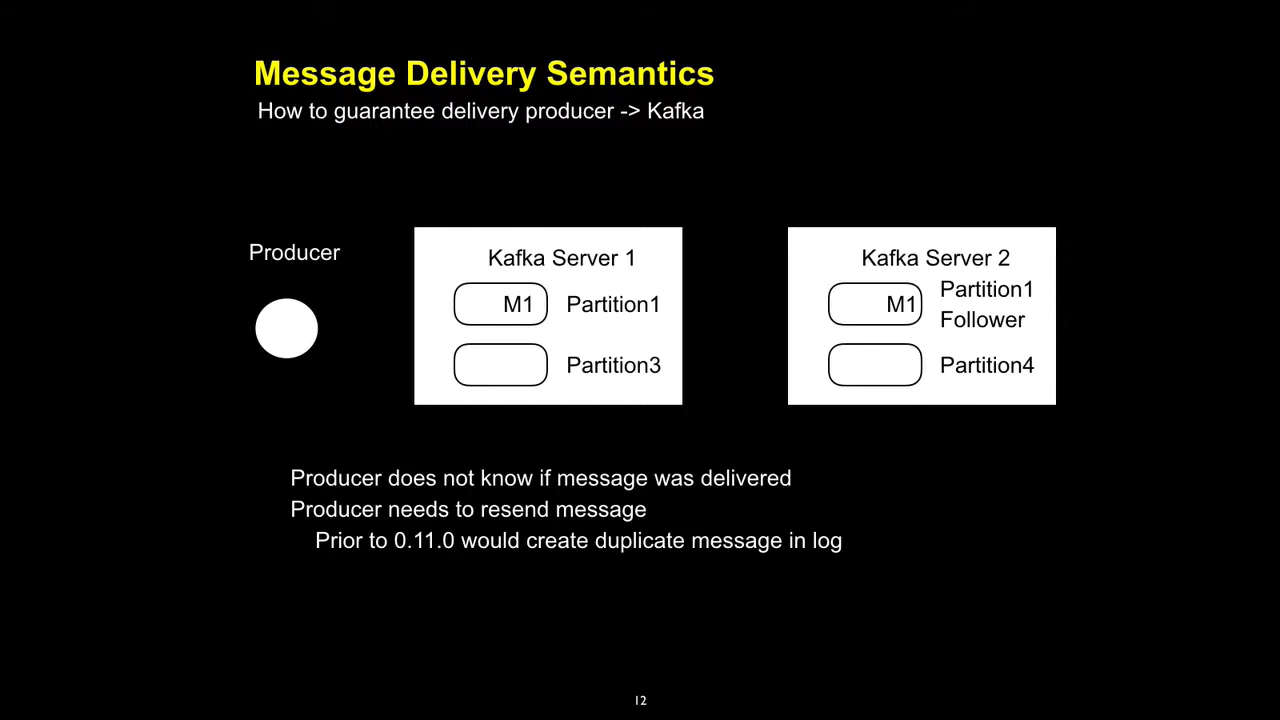 Message Delivery Semantics
How to guarantee delivery producer -> Kafka
Producer
Kafka Server 1
M1 Partition1
Partition3
Kafka Server 2
M1 Partition1
Follower
Partition4
Producer does not know if message was delivered
Producer needs to resend message
Prior to 0.11.0 would create duplicate message in log
12